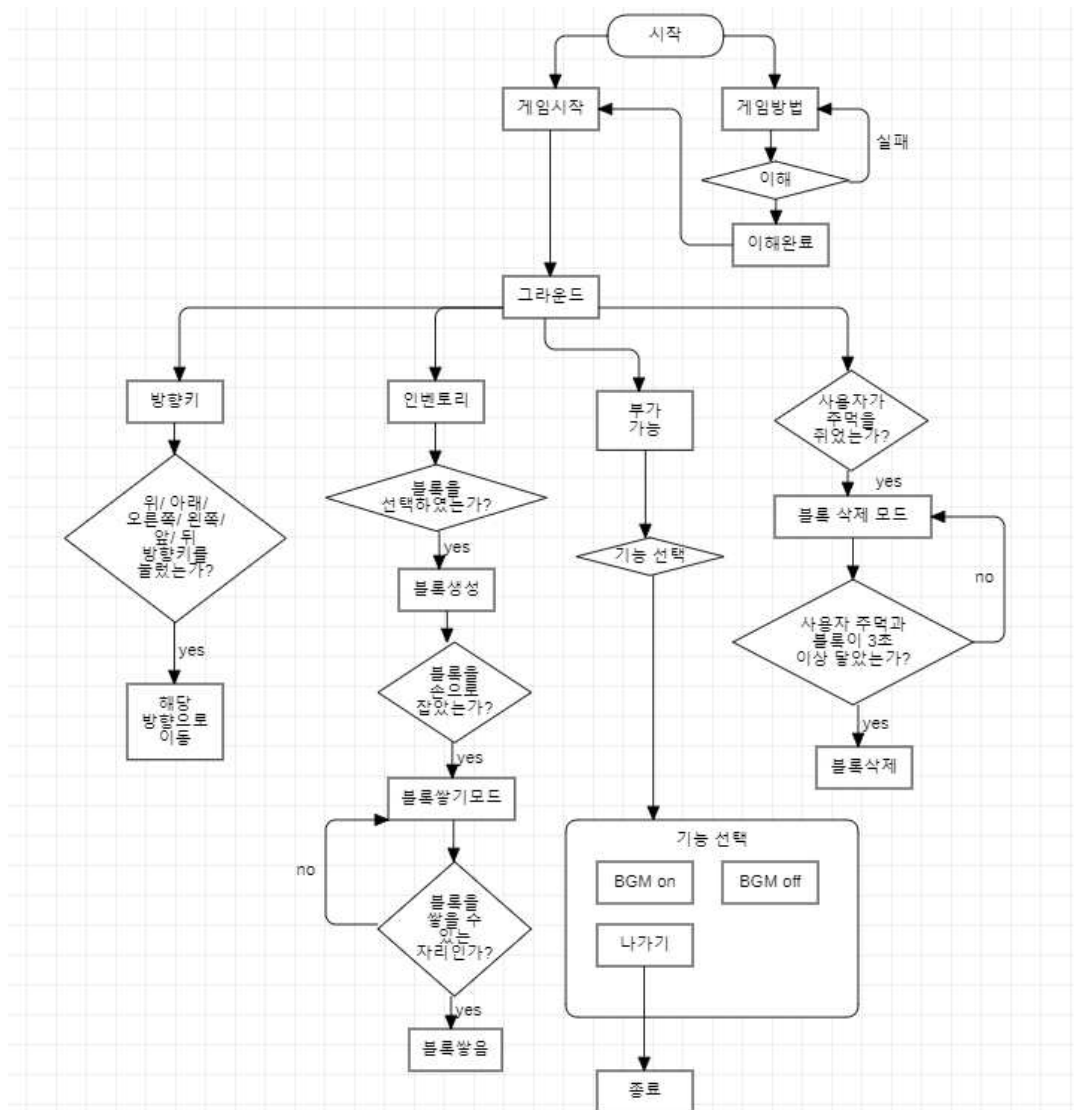 시작
게임시작
게임방법
실패
이해
이해완료
그라운드
방향키
인벤토리
부가
가능
사용자가
주먹을
쥐었는가?
위/ 아래/
오른쪽/ 왼쪽/
앞/ 뒤
방향키를
눌렀는가?
yes
해당
방향으로
이동
블록을
선택하였는가?
yes
블록생성
블록을
손으로
잡았는가?
yes
블록쌓기모드
no
블록을
쌓을 수
있는
자리인가?
yes
블록쌓음
기능 선택
기능 선택
BGM on
BGM off
나가기
종료
yes
블록 삭제 모드
no
사용자 주먹과
블록이 3초
이상 닿았는가?
yes
블록삭제